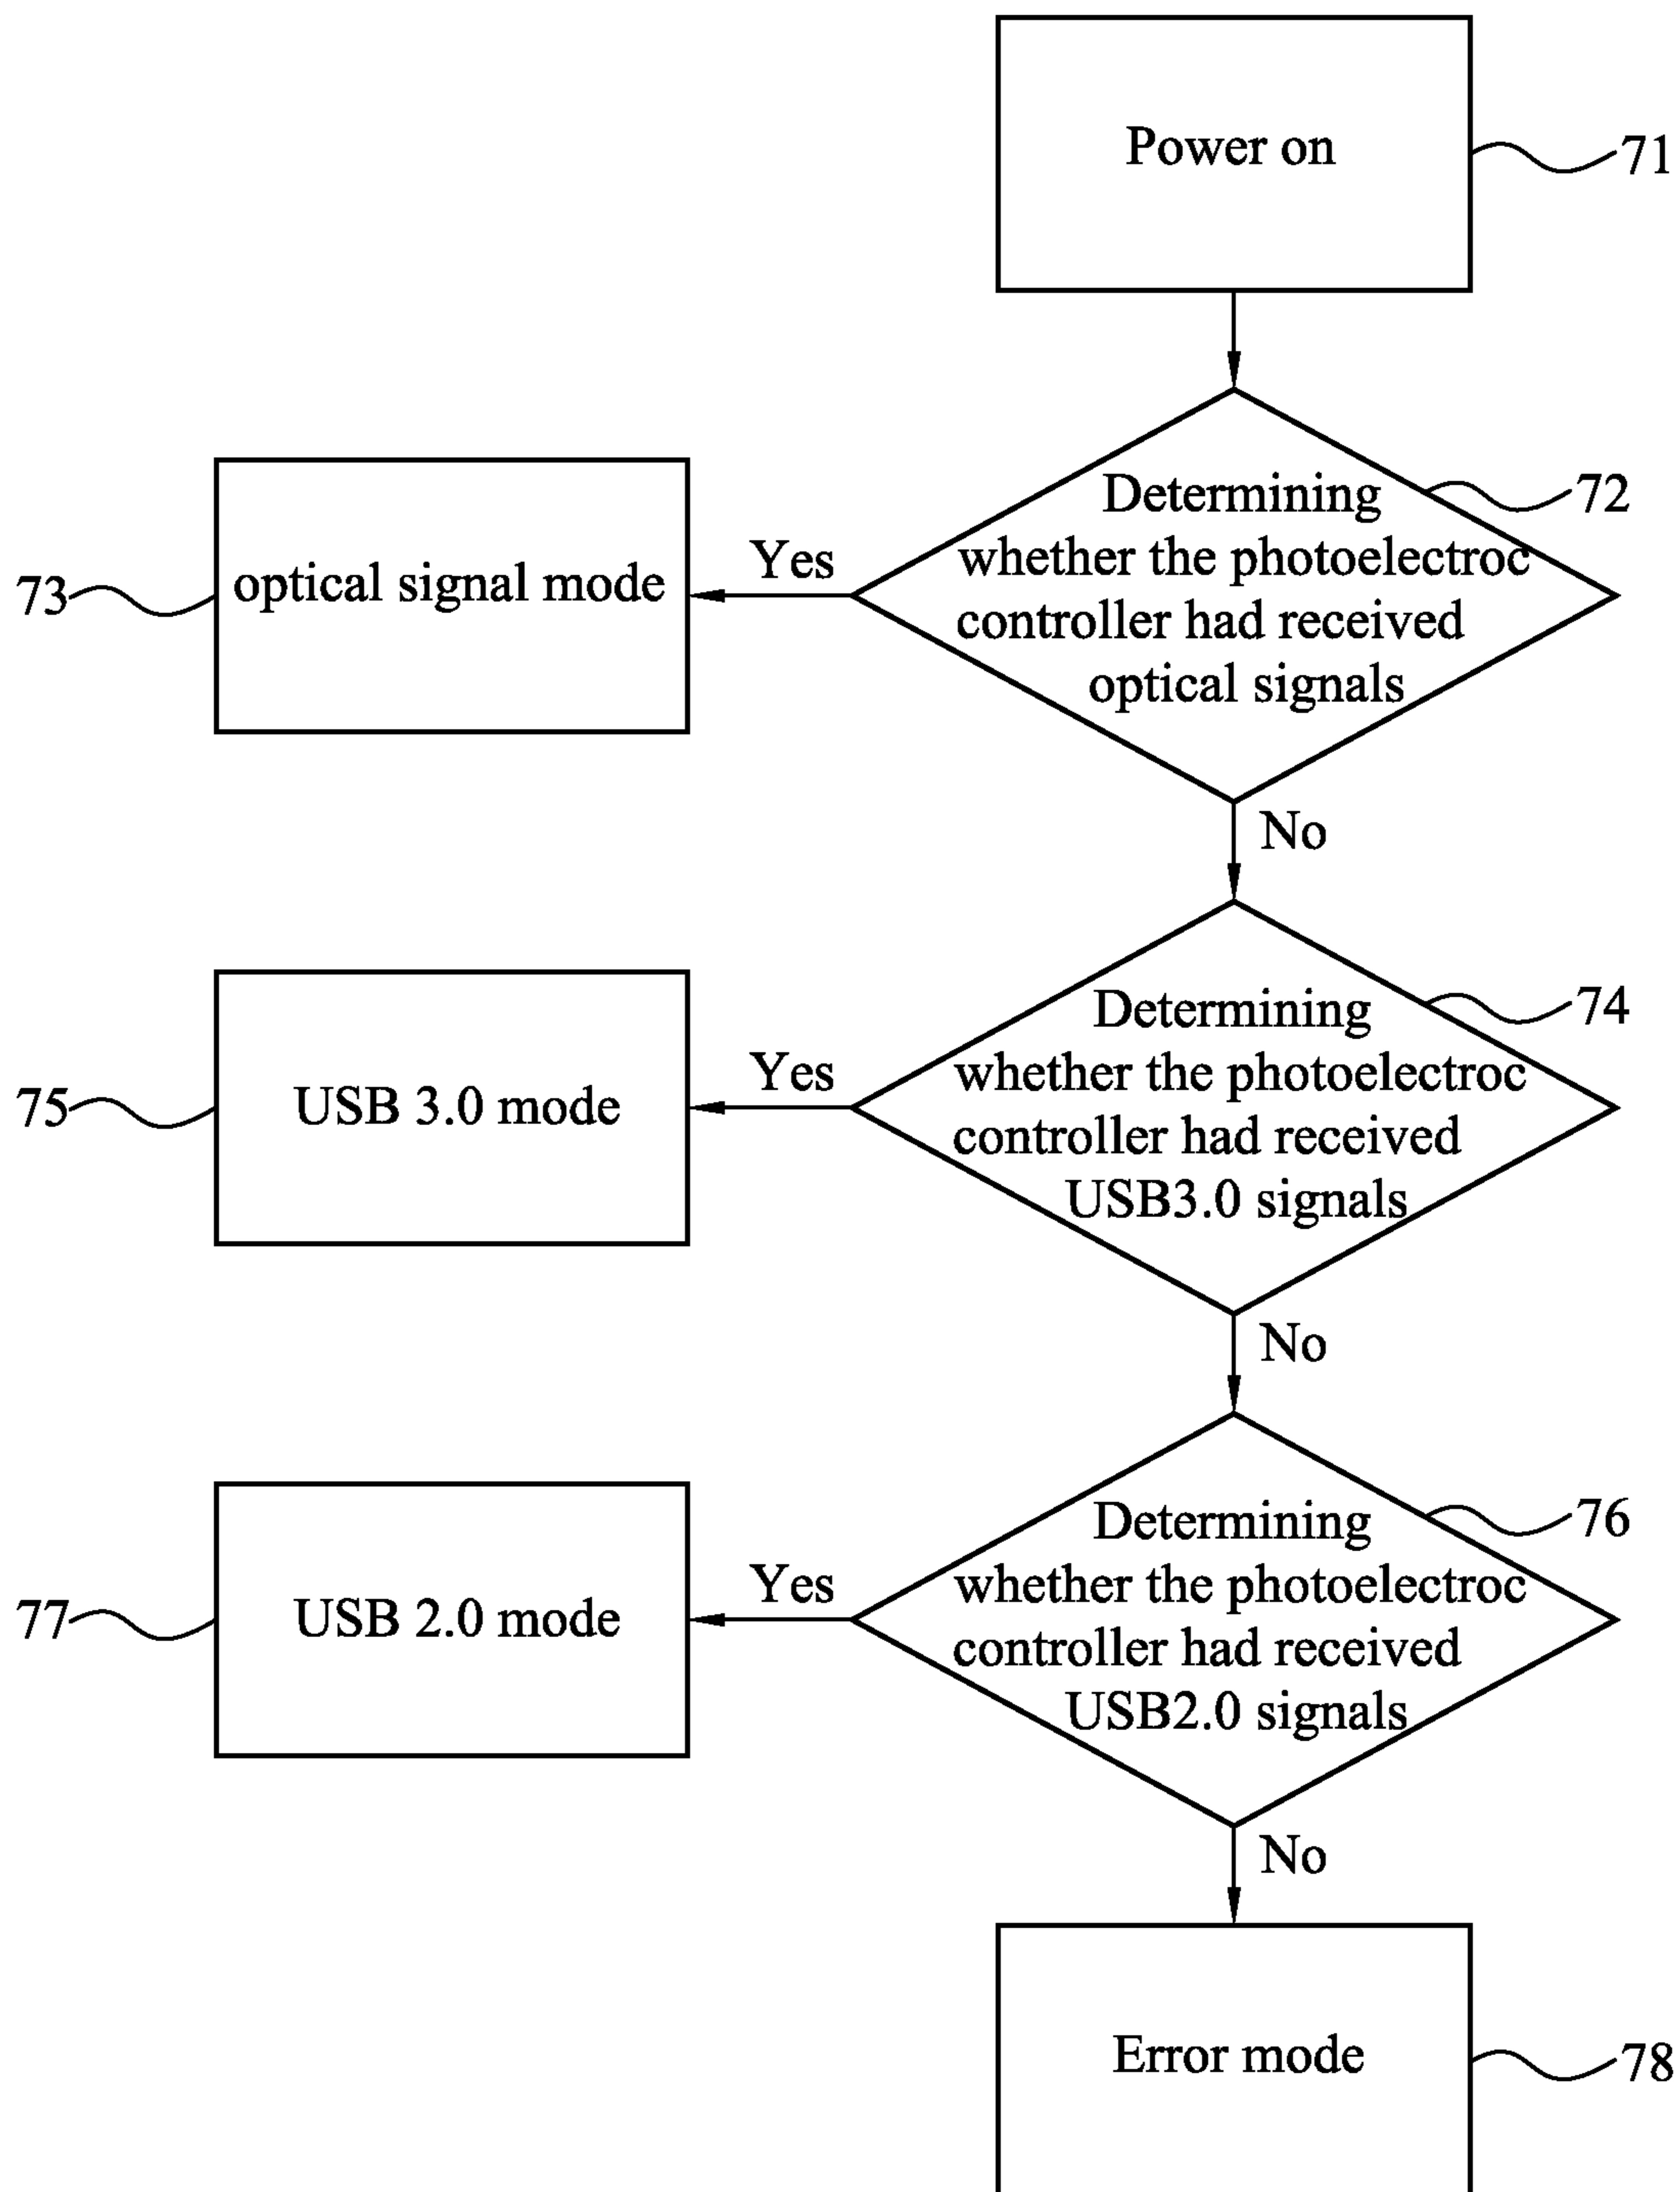 Power on
71
Determining
whether the photoelectroc
controller had received
optical signals
72
Yes
optical signal mode
73
No
Determining
whether the photoelectroc
controller had received
USB3.0 signals
74
Yes
USB 3.0 mode
75
No
Determining
whether the photoelectroc
controller had received
USB2.0 signals
76
Yes
USB 2.0 mode
77
No
Error mode
78